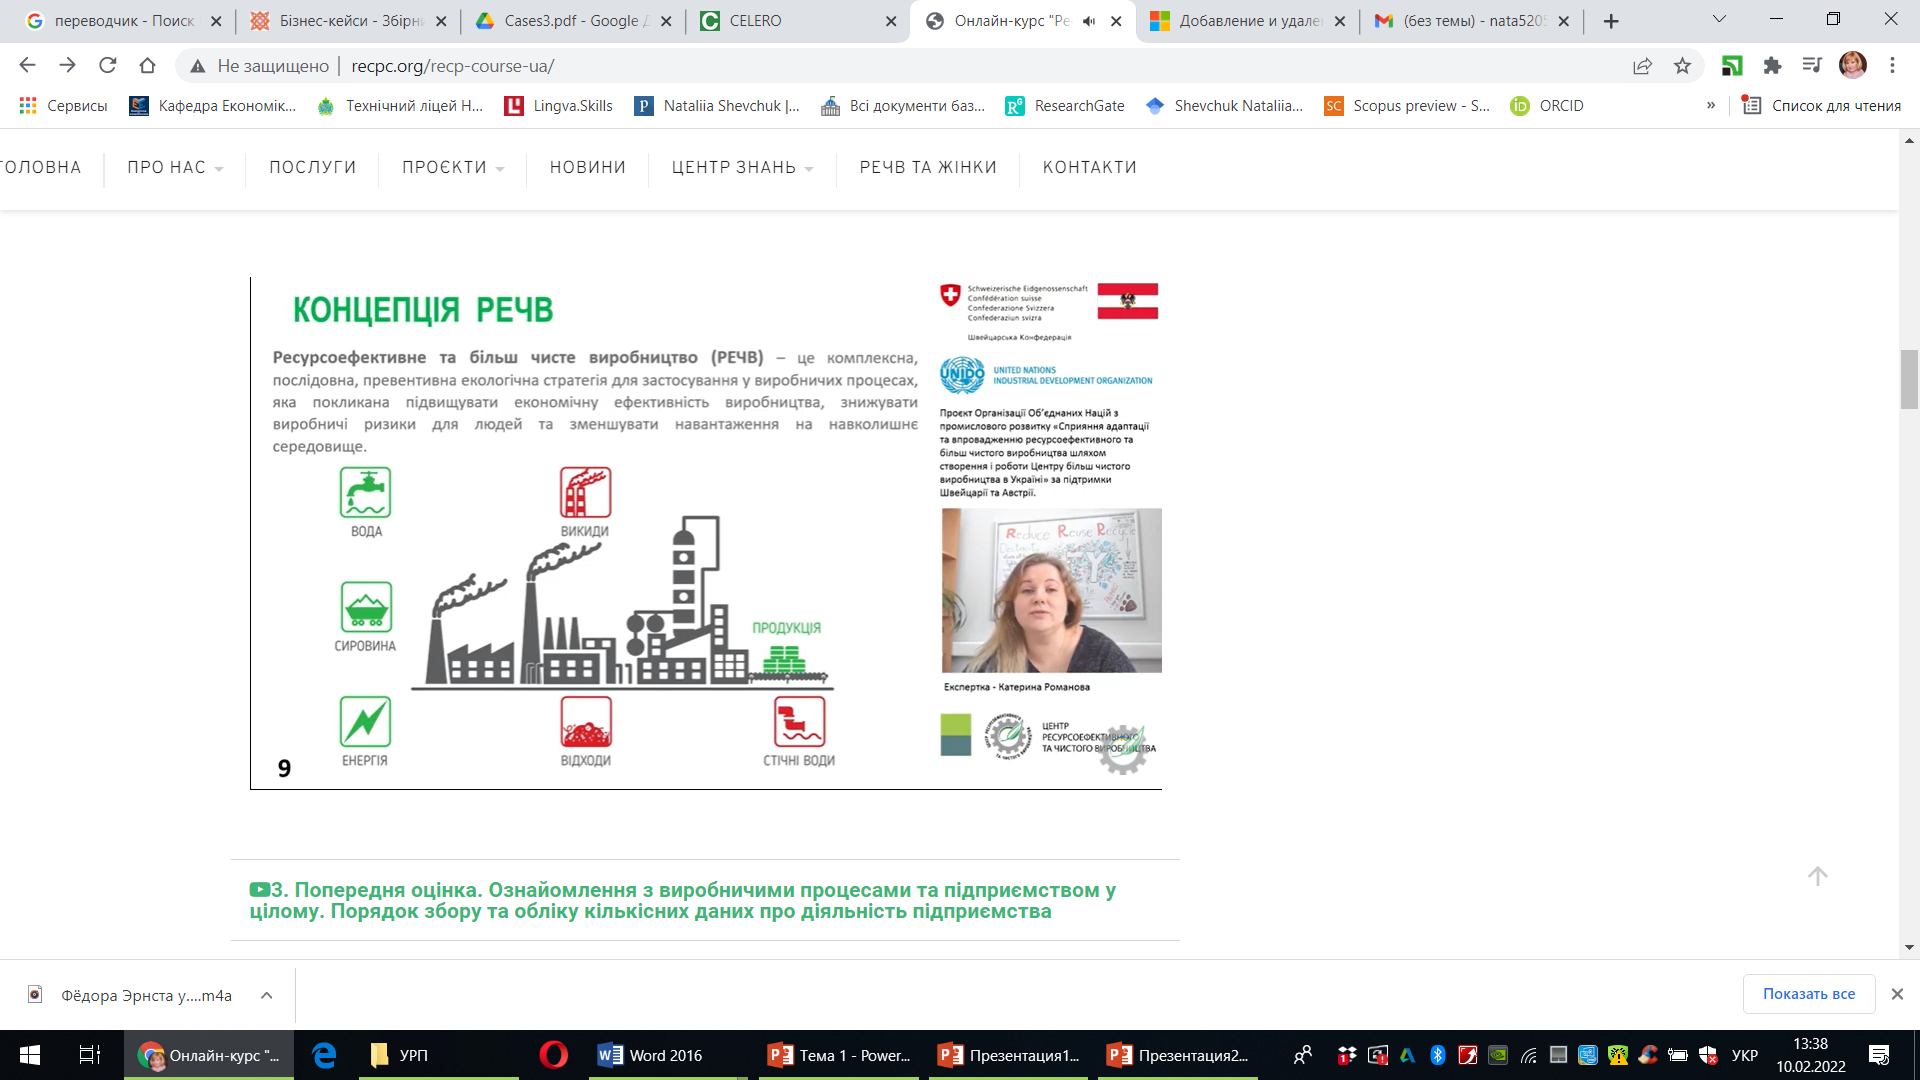 переводчик - Поиск
Бізнес-кейси - Збірн
Cases3.pdf - Google Д
CELERO
Онлайн-курс "Ре
Добавление и удале
(без темы) - nata520
Не защищено
recpc.org/recp-course-ua/
Сервисы
Кафедра Економік...
Технічний ліцей Н...
Lingva.Skills
Nataliia Shevchuk |...
Всі документи баз...
ResearchGate
Shevchuk Nataliia...
Scopus preview - S...
ORCID
»
Список для чтения
ГОЛОВНА
ПРО НАС
ПОСЛУГИ
ПРОЄКТИ
НОВИНИ
ЦЕНТР ЗНАНЬ
РЕЧВ ТА ЖІНКИ
КОНТАКТИ
КОНЦЕПЦІЯ РЕЧВ
Ресурсоефективне та більш чисте виробництво (РЕЧВ) – це комплексна,
послідовна, превентивна екологічна стратегія для застосування у виробничих процесах,
яка покликана підвищувати економічну ефективність виробництва, знижувати
виробничі ризики для людей та зменшувати навантаження на навколишнє
середовище.
ВОДА
ВИКИДИ
СИРОВИНА
ПРОДУКЦІЯ
ЕНЕРГІЯ
ВІДХОДИ
СТІЧНІ ВОДИ
9
Schweizerische Eidgenossenschaft
Confédération suisse
Confederazione Svizzera
Confederaziun svizra
Швейцарська Конфедерація
UNIDO
UNITED NATIONS
INDUSTRIAL DEVELOPMENT ORGANIZATION
Проект Організації Об'єднаних Націй з
промислового розвитку «Сприяння адаптації
та впровадженню ресурсоефективного та
більш чистого виробництва шляхом
створення і роботи Центру більш чистого
виробництва в Україні» за підтримки
Швейцарії та Австрії.
Reduce Reuse Recycle
Експертка - Катерина Романова
ЦЕНТР
РЕСУРСОЕФЕКТИВНОГО
ТА ЧИСТОГО ВИРОБНИЦТВА
3. Попередня оцінка. Ознайомлення з виробничими процесами та підприємством у
цілому. Порядок збору та обліку кількісних даних про діяльність підприємства
Фёдора Эрнста у....m4a
Показать все
Онлайн-курс "...
УРП
Word 2016
Тема 1 - Power...
Презентация1...
Презентация2...
УКР
13:38
10.02.2022